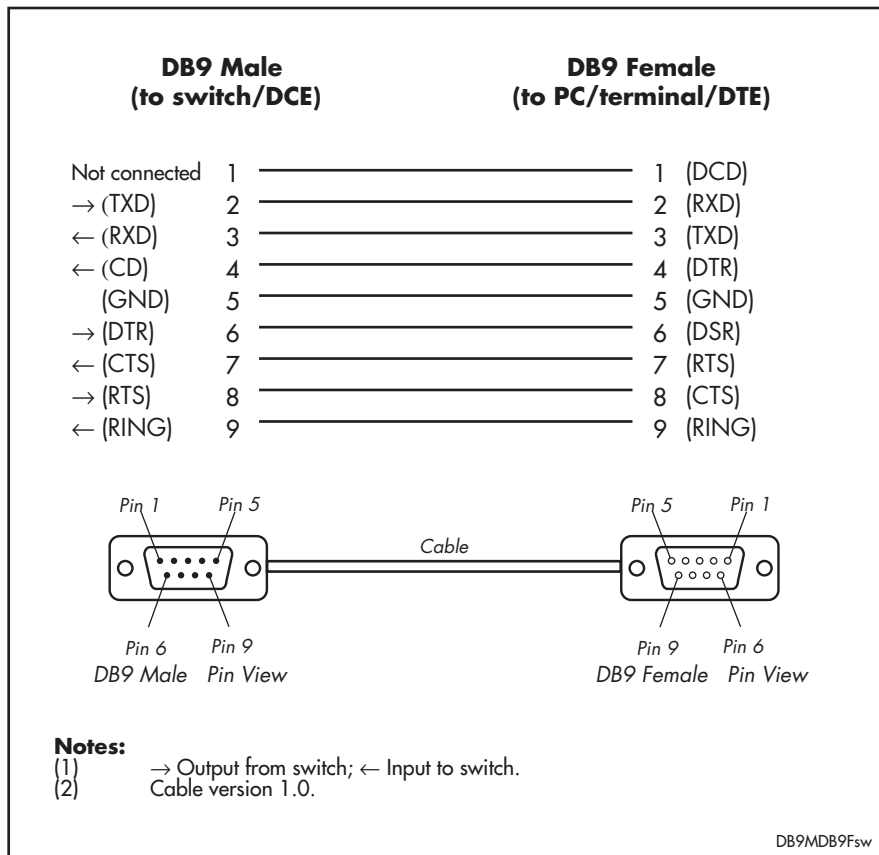 DB9 Male DB9 Female
(to switch/DCE) (to PC/terminal/DTE)
Not connected 1 1 (DCD)
→ (TXD) 2 2 (RXD)
← (RXD) 3 3 (TXD)
← (CD) 4 4 (DTR)
(GND) 5 5 (GND)
→ (DTR) 6 6 (DSR)
← (CTS) 7 7 (RTS)
→ (RTS) 8 8 (CTS)
← (RING) 9 9 (RING)
Pin 1 Pin 5 Pin 5 Pin 1
Cable
Pin 6 Pin 9 Pin 9 Pin 6
DB9 Male Pin View DB9 Female Pin View
Notes:
(1) → Output from switch; ← Input to switch.
(2) Cable version 1.0.
DB9MDB9Fsw